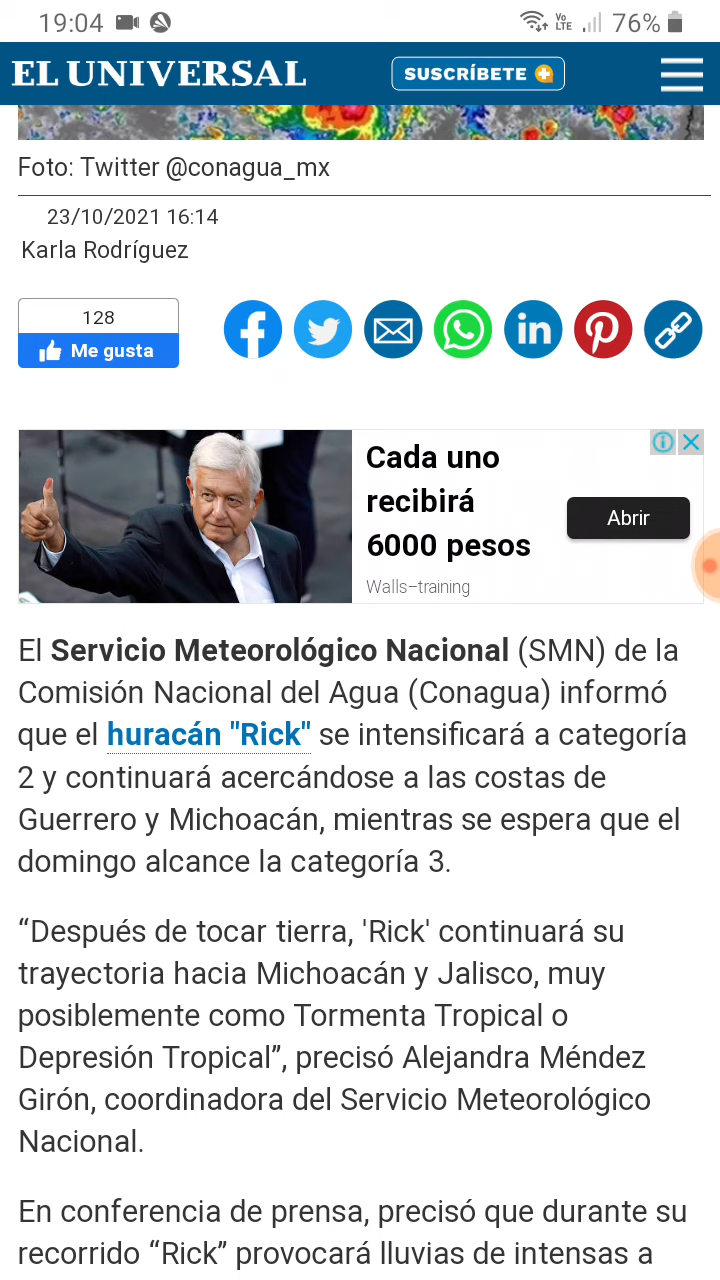 19:04
Vo LTE 76%
EL UNIVERSAL
SUSCRÍBETE
Foto: Twitter @conagua_mx
23/10/2021 16:14
Karla Rodríguez
128
Me gusta
Cada uno
recibirá
6000 pesos
Walls–training
Abrir
El Servicio Meteorológico Nacional (SMN) de la
Comisión Nacional del Agua (Conagua) informó
que el huracán "Rick" se intensificará a categoría
2 y continuará acercándose a las costas de
Guerrero y Michoacán, mientras se espera que el
domingo alcance la categoría 3.
“Después de tocar tierra, 'Rick' continuará su
trayectoria hacia Michoacán y Jalisco, muy
posiblemente como Tormenta Tropical o
Depresión Tropical”, precisó Alejandra Méndez
Girón, coordinadora del Servicio Meteorológico
Nacional.
En conferencia de prensa, precisó que durante su
recorrido “Rick” provocará lluvias de intensas a